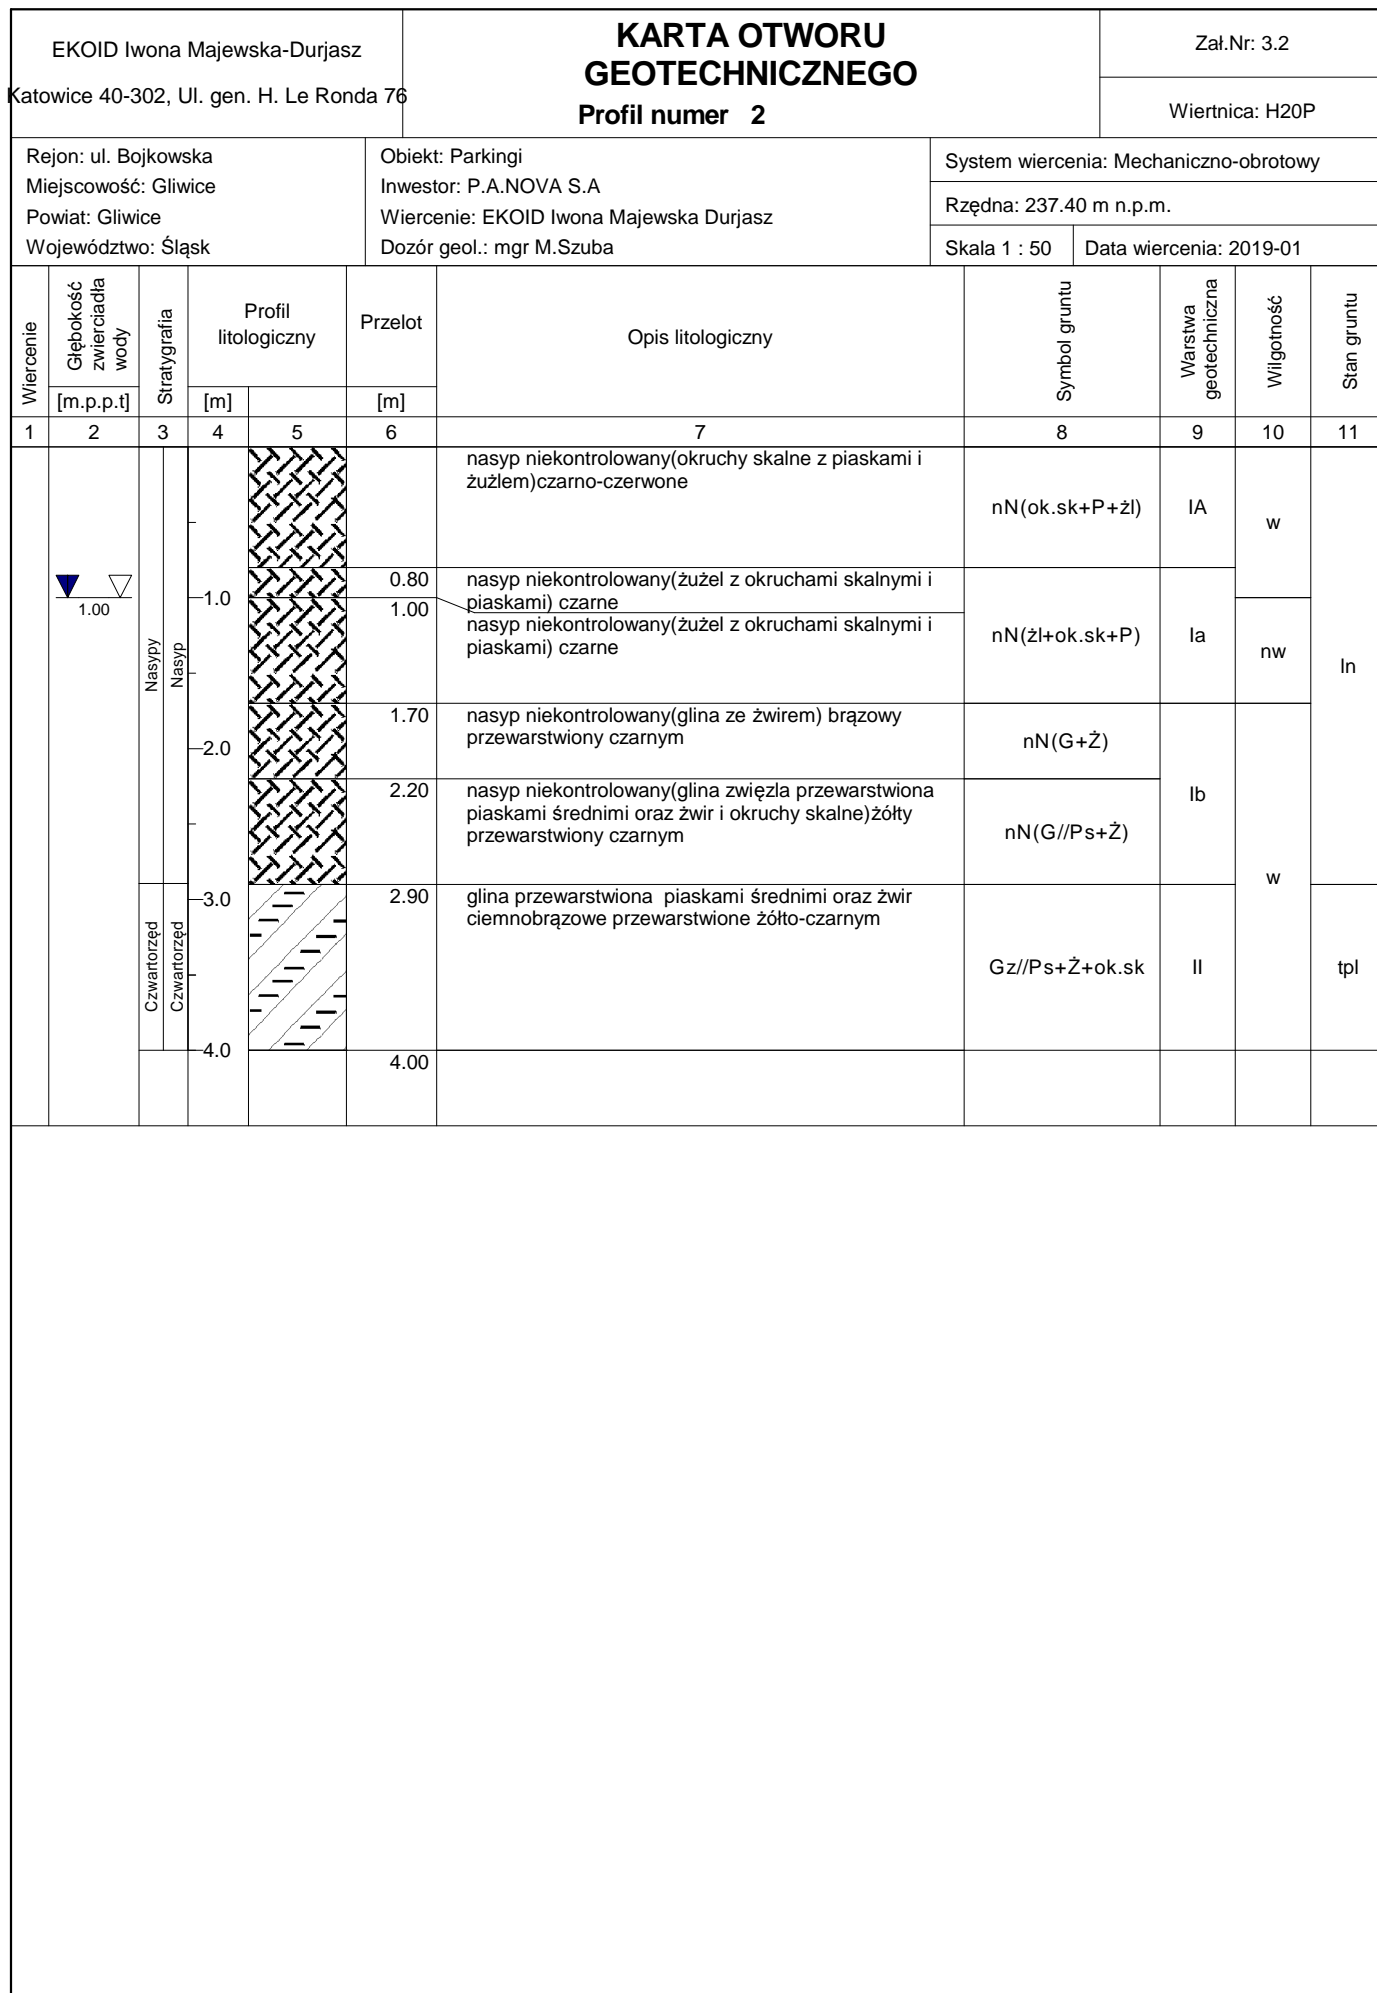 EKOID Iwona Majewska-Durjasz
Katowice 40-302, Ul. gen. H. Le Ronda 76
KARTA OTWORU
GEOTECHNICZNEGO
Profil numer 2
Zał.Nr: 3.2
Wiertnica: H20P
Rejon: ul. Bojkowska
Miejscowość: Gliwice
Powiat: Gliwice
Województwo: Śląsk
Obiekt: Parkingi
Inwestor: P.A.NOVA S.A
Wiercenie: EKOID Iwona Majewska Durjasz
Dozór geol.: mgr M.Szuba
System wiercenia: Mechaniczno-obrotowy
Rzędna: 237.40 m n.p.m.
Skala 1 : 50
Data wiercenia: 2019-01
Wiercenie
Głębokość
zwierciadła
wody
[m.p.p.t]
Stratygrafia
Profil
litologiczny
[m]
Przelot
[m]
Opis litologiczny
Symbol gruntu
Warstwa
geotechniczna
Wilgotność
Stan gruntu
1 2 3 4 5 6 7 8 9 10 11
nasyp niekontrolowany(okruchy skalne z piaskami i
żużlem)czarno-czerwone
nN(ok.sk+P+żl)
IA
w
0.80
nasyp niekontrolowany(żużel z okruchami skalnymi i
piaskami) czarne
1.00
1.0
1.00
nasyp niekontrolowany(żużel z okruchami skalnymi i
piaskami) czarne
nN(żl+ok.sk+P)
Ia
nw
ln
Nasypy
Nasyp
1.70
nasyp niekontrolowany(glina ze żwirem) brązowy
przewarstwiony czarnym
nN(G+Ż)
2.0
2.20
nasyp niekontrolowany(glina zwięzla przewarstwiona
piaskami średnimi oraz żwir i okruchy skalne)żółty
przewarstwiony czarnym
nN(G//Ps+Ż)
Ib
w
3.0
2.90
glina przewarstwiona piaskami średnimi oraz żwir
ciemnobrązowe przewarstwione żółto-czarnym
Gz//Ps+Ż+ok.sk
II
tpl
Czwartorzęd
Czwartorzęd
4.0
4.00